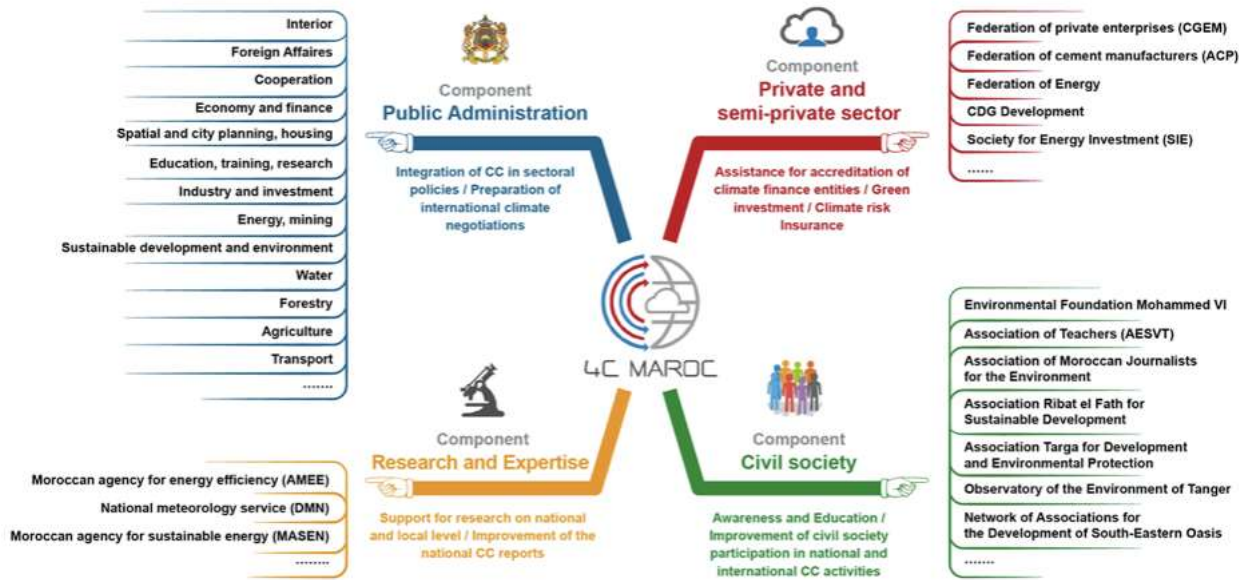 Interior
Foreign Affaires
Cooperation
Economy and finance
Spatial and city planning, housing
Education, training, research
Industry and investment
Energy, mining
Sustainable development and environment
Water
Forestry
Agriculture
Transport
.......
Component
Public Administration
Integration of CC in sectoral
policies / Preparation of
international climate
negotiations
Component
Private and
semi-private sector
Assistance for accreditation of
climate finance entities / Green
investment / Climate risk
Insurance
Federation of private enterprises (CGEM)
Federation of cement manufacturers (ACP)
Federation of Energy
CDG Development
Society for Energy Investment (SIE)
......
4C MAROC
Component
Research and Expertise
Support for research on national
and local level / Improvement of the
national CC reports
Moroccan agency for energy efficiency (AMEE)
National meteorology service (DMN)
Moroccan agency for sustainable energy (MASEN)
........
Component
Civil society
Awareness and Education /
Improvement of civil society
participation in national and
international CC activities
Environmental Foundation Mohammed VI
Association of Teachers (AESVT)
Association of Moroccan Journalists
for the Environment
Association Ribat el Fath for
Sustainable Development
Association Targa for Development
and Environmental Protection
Observatory of the Environment of Tanger
Network of Associations for
the Development of South-Eastern Oasis
.......